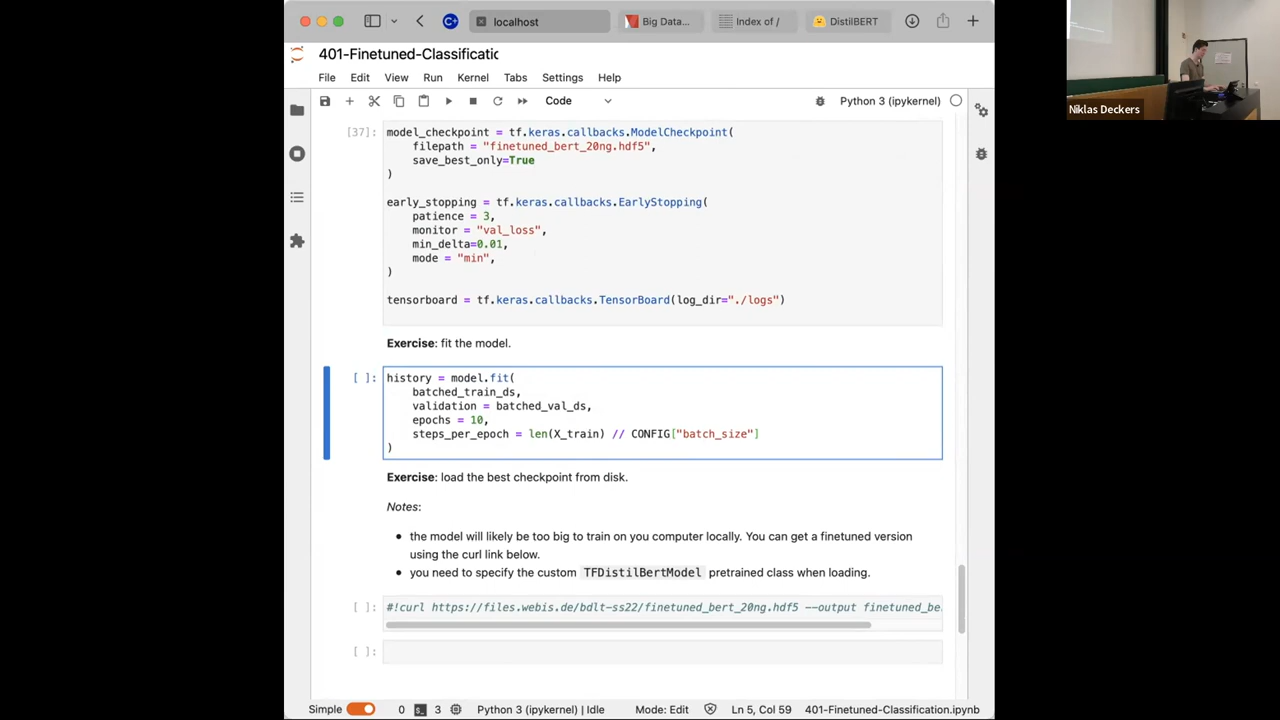 localhost
Big Data...
Index of /
DistilBERT
401-Finetuned-Classificatio
File Edit View Run Kernel Tabs Settings Help
Code
Python 3 (ipykernel)
[37]:
model_checkpoint = tf.keras.callbacks.ModelCheckpoint(
filepath = "finetuned_bert_20ng.hdf5",
save_best_only=True
)
early_stopping = tf.keras.callbacks.EarlyStopping(
patience = 3,
monitor = "val_loss",
min_delta=0.01,
mode = "min",
)
tensorboard = tf.keras.callbacks.TensorBoard(log_dir="./logs")
Exercise: fit the model.
[ ]:
history = model.fit(
batched_train_ds,
validation = batched_val_ds,
epochs = 10,
steps_per_epoch = len(X_train) // CONFIG["batch_size"]
)
Exercise: load the best checkpoint from disk.
Notes:
• the model will likely be too big to train on you computer locally. You can get a finetuned version
using the curl link below.
• you need to specify the custom TFDistilBertModel pretrained class when loading.
[ ]:
#!curl https://files.webis.de/bdlt-ss22/finetuned_bert_20ng.hdf5 --output finetuned_be
[ ]:
Simple 0 3 Python 3 (ipykernel) | Idle Mode: Edit Ln 5, Col 59 401-Finetuned-Classification.ipynb
Niklas Deckers